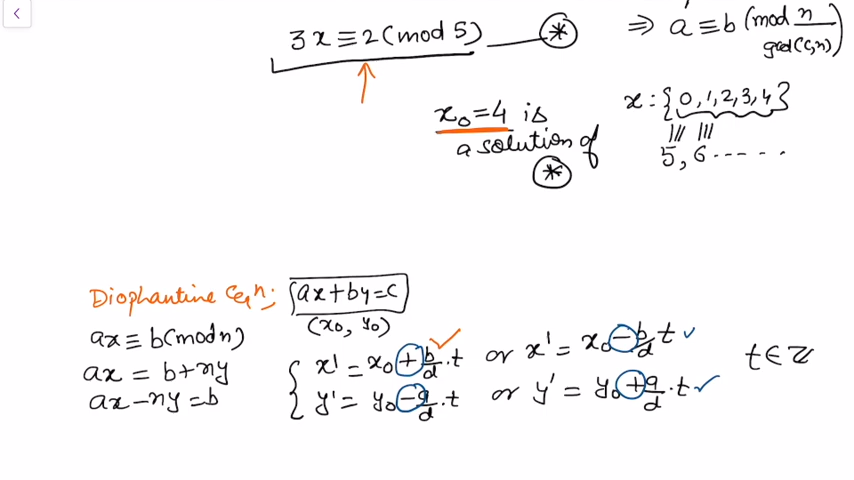 3x ≡ 2 (mod 5) — ⊛
⇒ a ≡ b (mod n/gcd(c,n))
x₀ = 4 is
a solution of
⊛
x : {0, 1, 2, 3, 4}
||| |||
5, 6 - - - - - .
Diophantine eqⁿ: ax + by = c
(x₀, y₀)
ax ≡ b (mod n)
ax = b + ny
ax - ny = b
{ x' = x₀ + b/d . t or x' = x₀ - b/d t ✓
y' = y₀ - a/d . t or y' = y₀ + a/d . t ✓
t ∈ ℤ